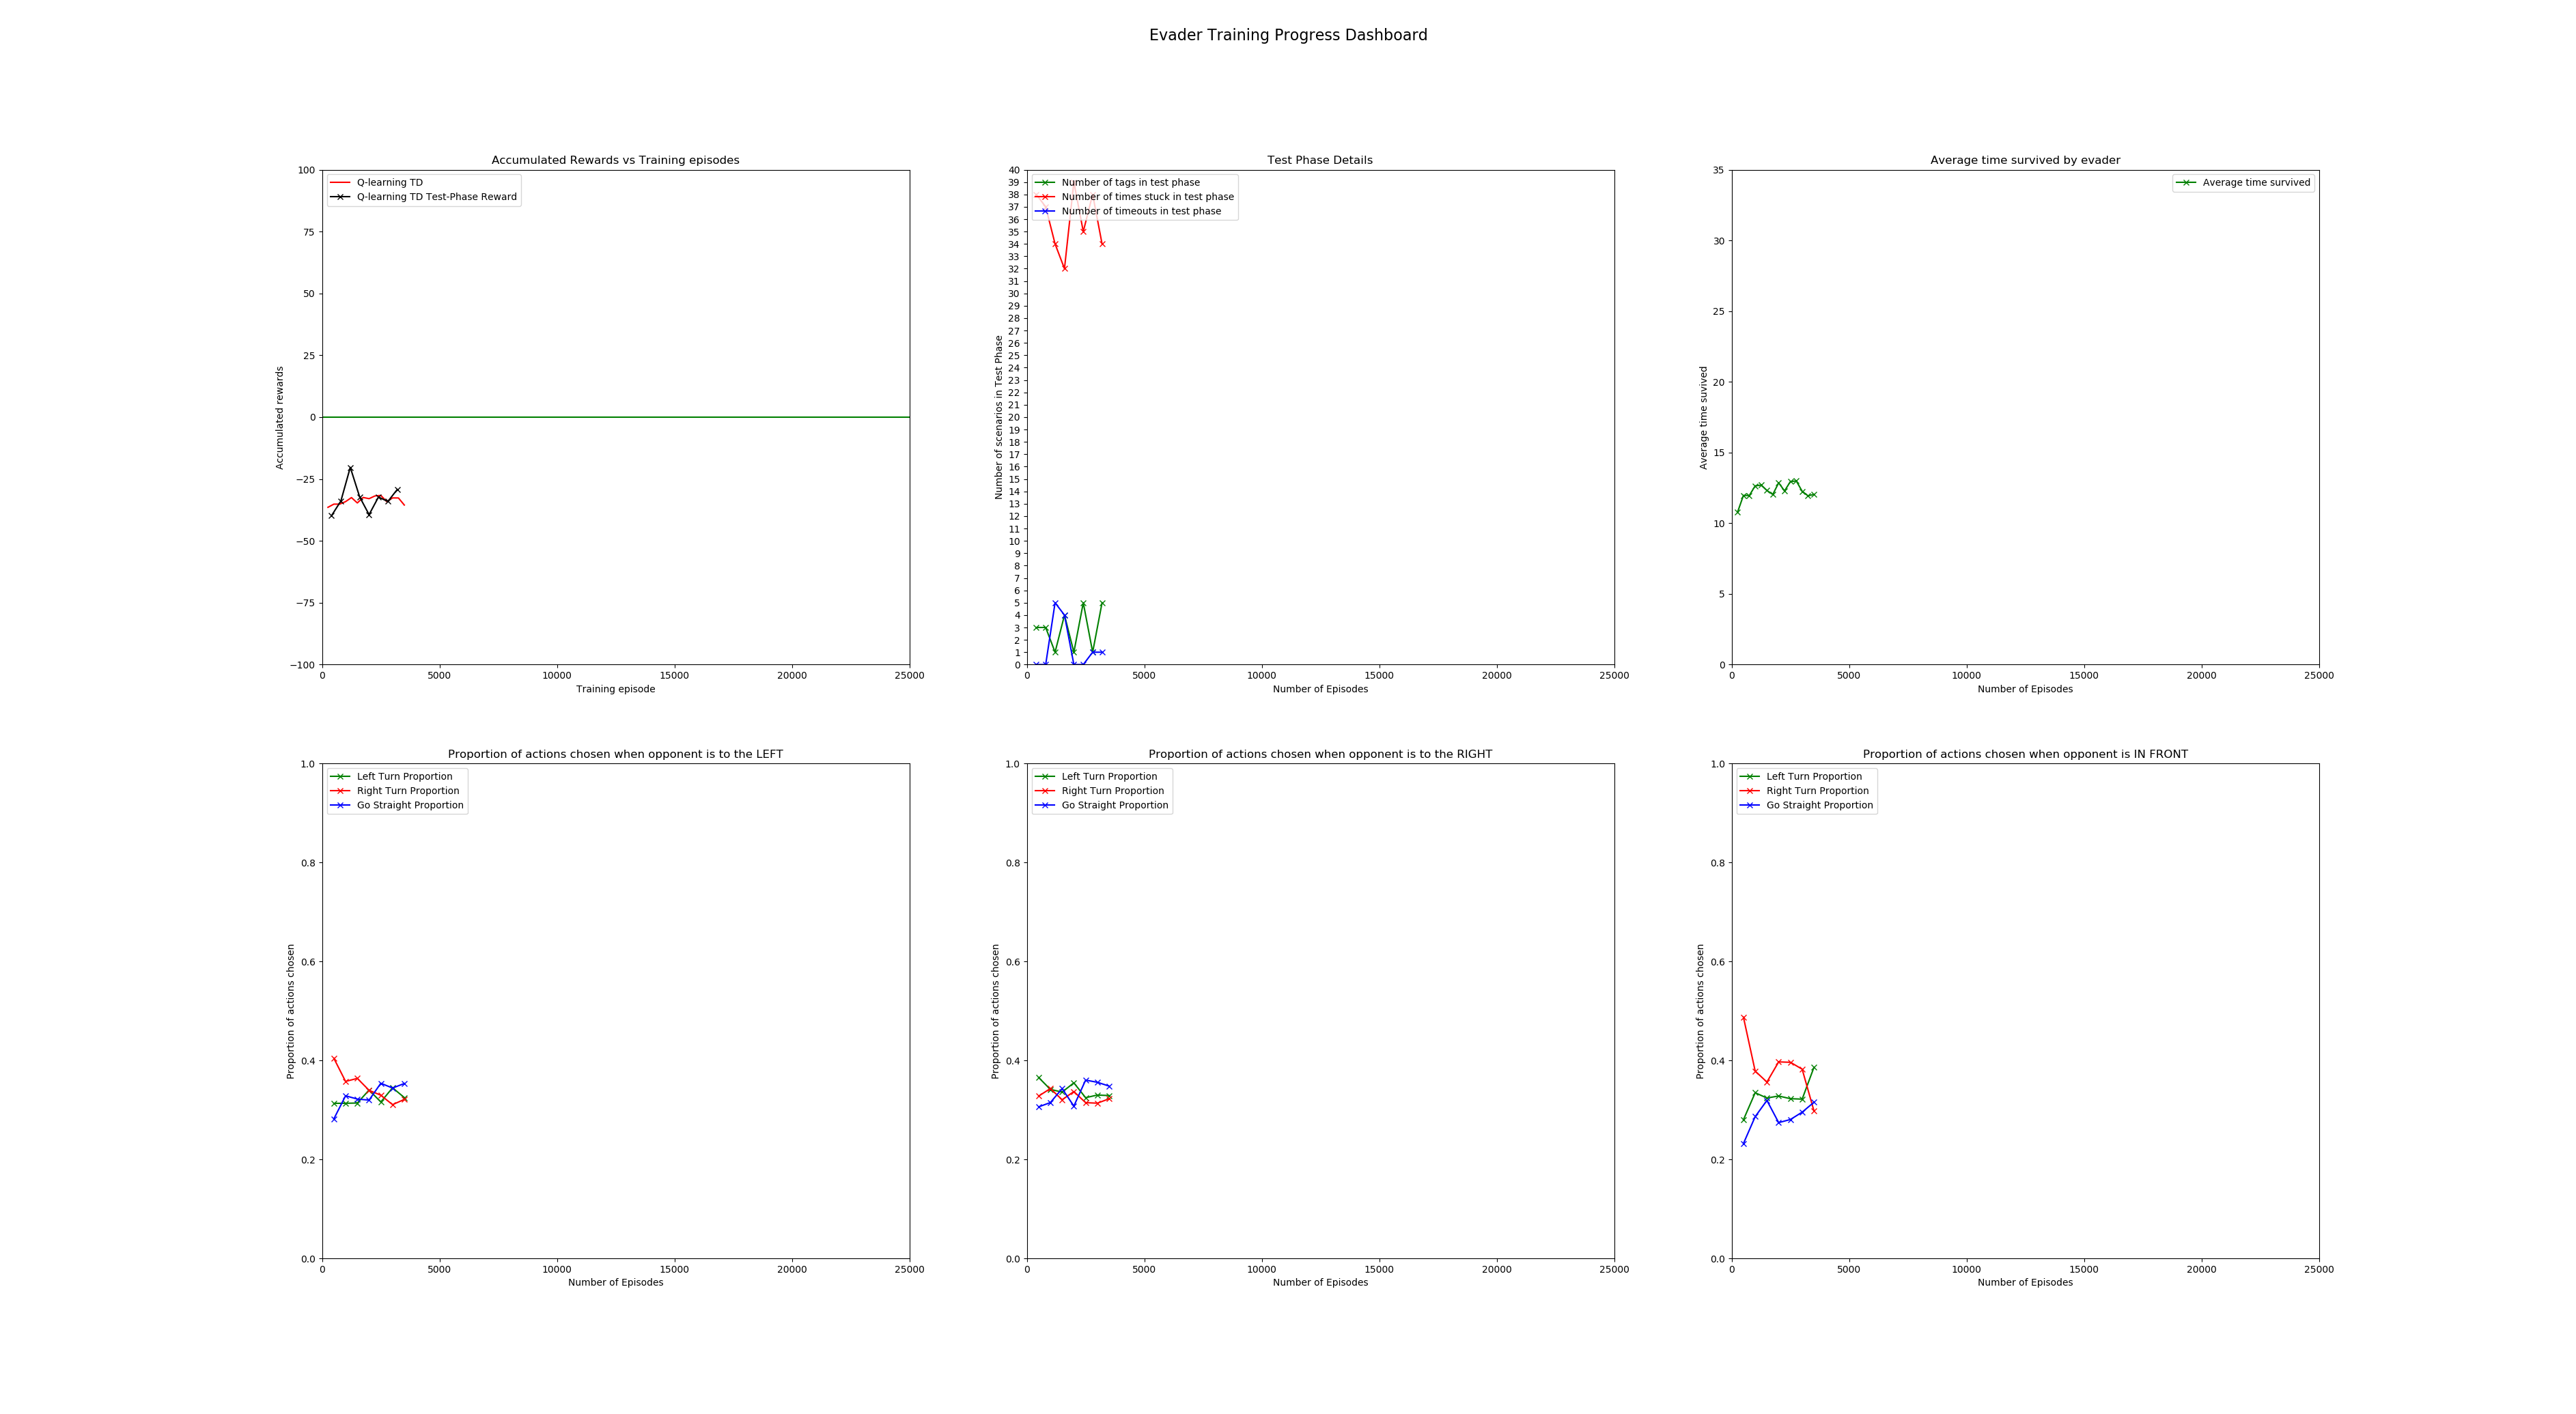 Evader Training Progress Dashboard
Accumulated Rewards vs Training episodes
Q-learning TD
Q-learning TD Test-Phase Reward
Accumulated rewards
100
75
50
25
0
−25
−50
−75
−100
0 5000 10000 15000 20000 25000
Training episode
Test Phase Details
Number of tags in test phase
Number of times stuck in test phase
Number of timeouts in test phase
Number of scenarios in Test Phase
40
39
38
37
36
35
34
33
32
31
30
29
28
27
26
25
24
23
22
21
20
19
18
17
16
15
14
13
12
11
10
9
8
7
6
5
4
3
2
1
0
0 5000 10000 15000 20000 25000
Number of Episodes
Average time survived by evader
Average time survived
Average time suvived
35
30
25
20
15
10
5
0
0 5000 10000 15000 20000 25000
Number of Episodes
Proportion of actions chosen when opponent is to the LEFT
Left Turn Proportion
Right Turn Proportion
Go Straight Proportion
Proportion of actions chosen
1.0
0.8
0.6
0.4
0.2
0.0
0 5000 10000 15000 20000 25000
Number of Episodes
Proportion of actions chosen when opponent is to the RIGHT
Left Turn Proportion
Right Turn Proportion
Go Straight Proportion
Proportion of actions chosen
1.0
0.8
0.6
0.4
0.2
0.0
0 5000 10000 15000 20000 25000
Number of Episodes
Proportion of actions chosen when opponent is IN FRONT
Left Turn Proportion
Right Turn Proportion
Go Straight Proportion
Proportion of actions chosen
1.0
0.8
0.6
0.4
0.2
0.0
0 5000 10000 15000 20000 25000
Number of Episodes